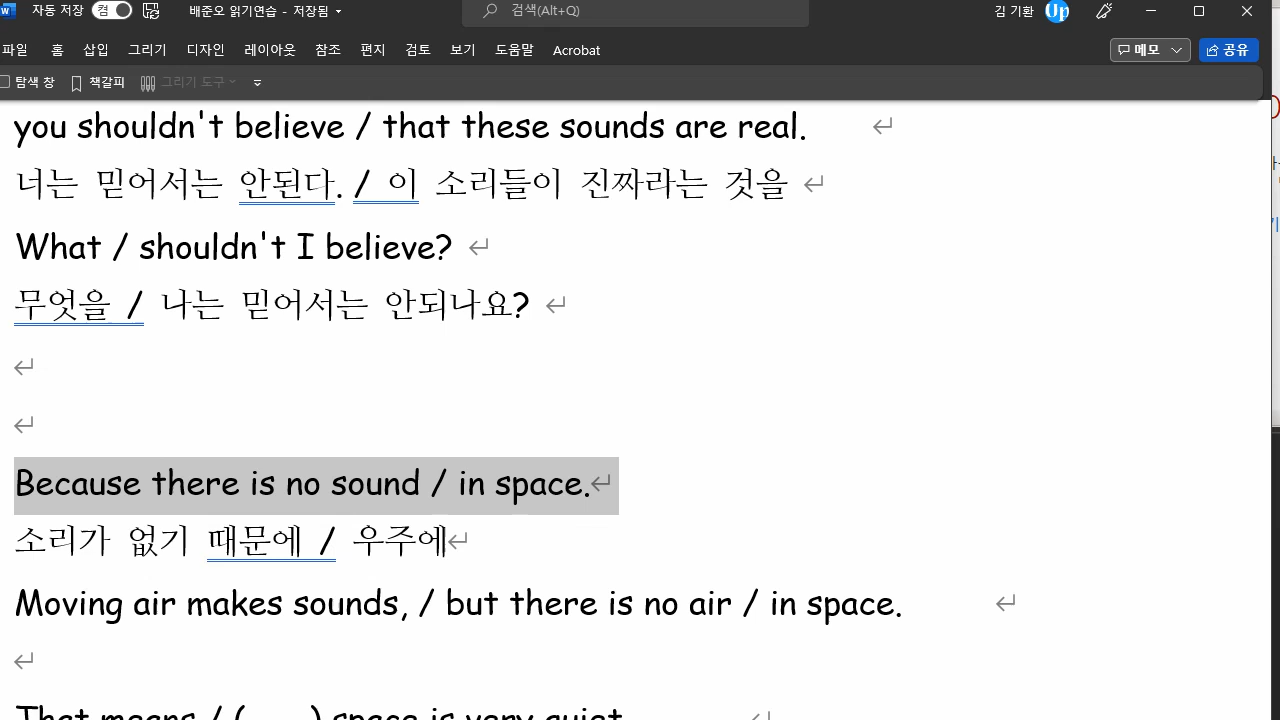 자동 저장 켬 배준오 읽기연습 - 저장됨 검색(Alt+Q) 김 기환 Up
파일 홈 삽입 그리기 디자인 레이아웃 참조 편지 검토 보기 도움말 Acrobat 메모 공유
탐색 창 책갈피 그리기 도구
you shouldn't believe / that these sounds are real.
너는 믿어서는 안된다. / 이 소리들이 진짜라는 것을
What / shouldn't I believe?
무엇을 / 나는 믿어서는 안되나요?
Because there is no sound / in space.
소리가 없기 때문에 / 우주에
Moving air makes sounds, / but there is no air / in space.
That means / ( ) space is very quiet